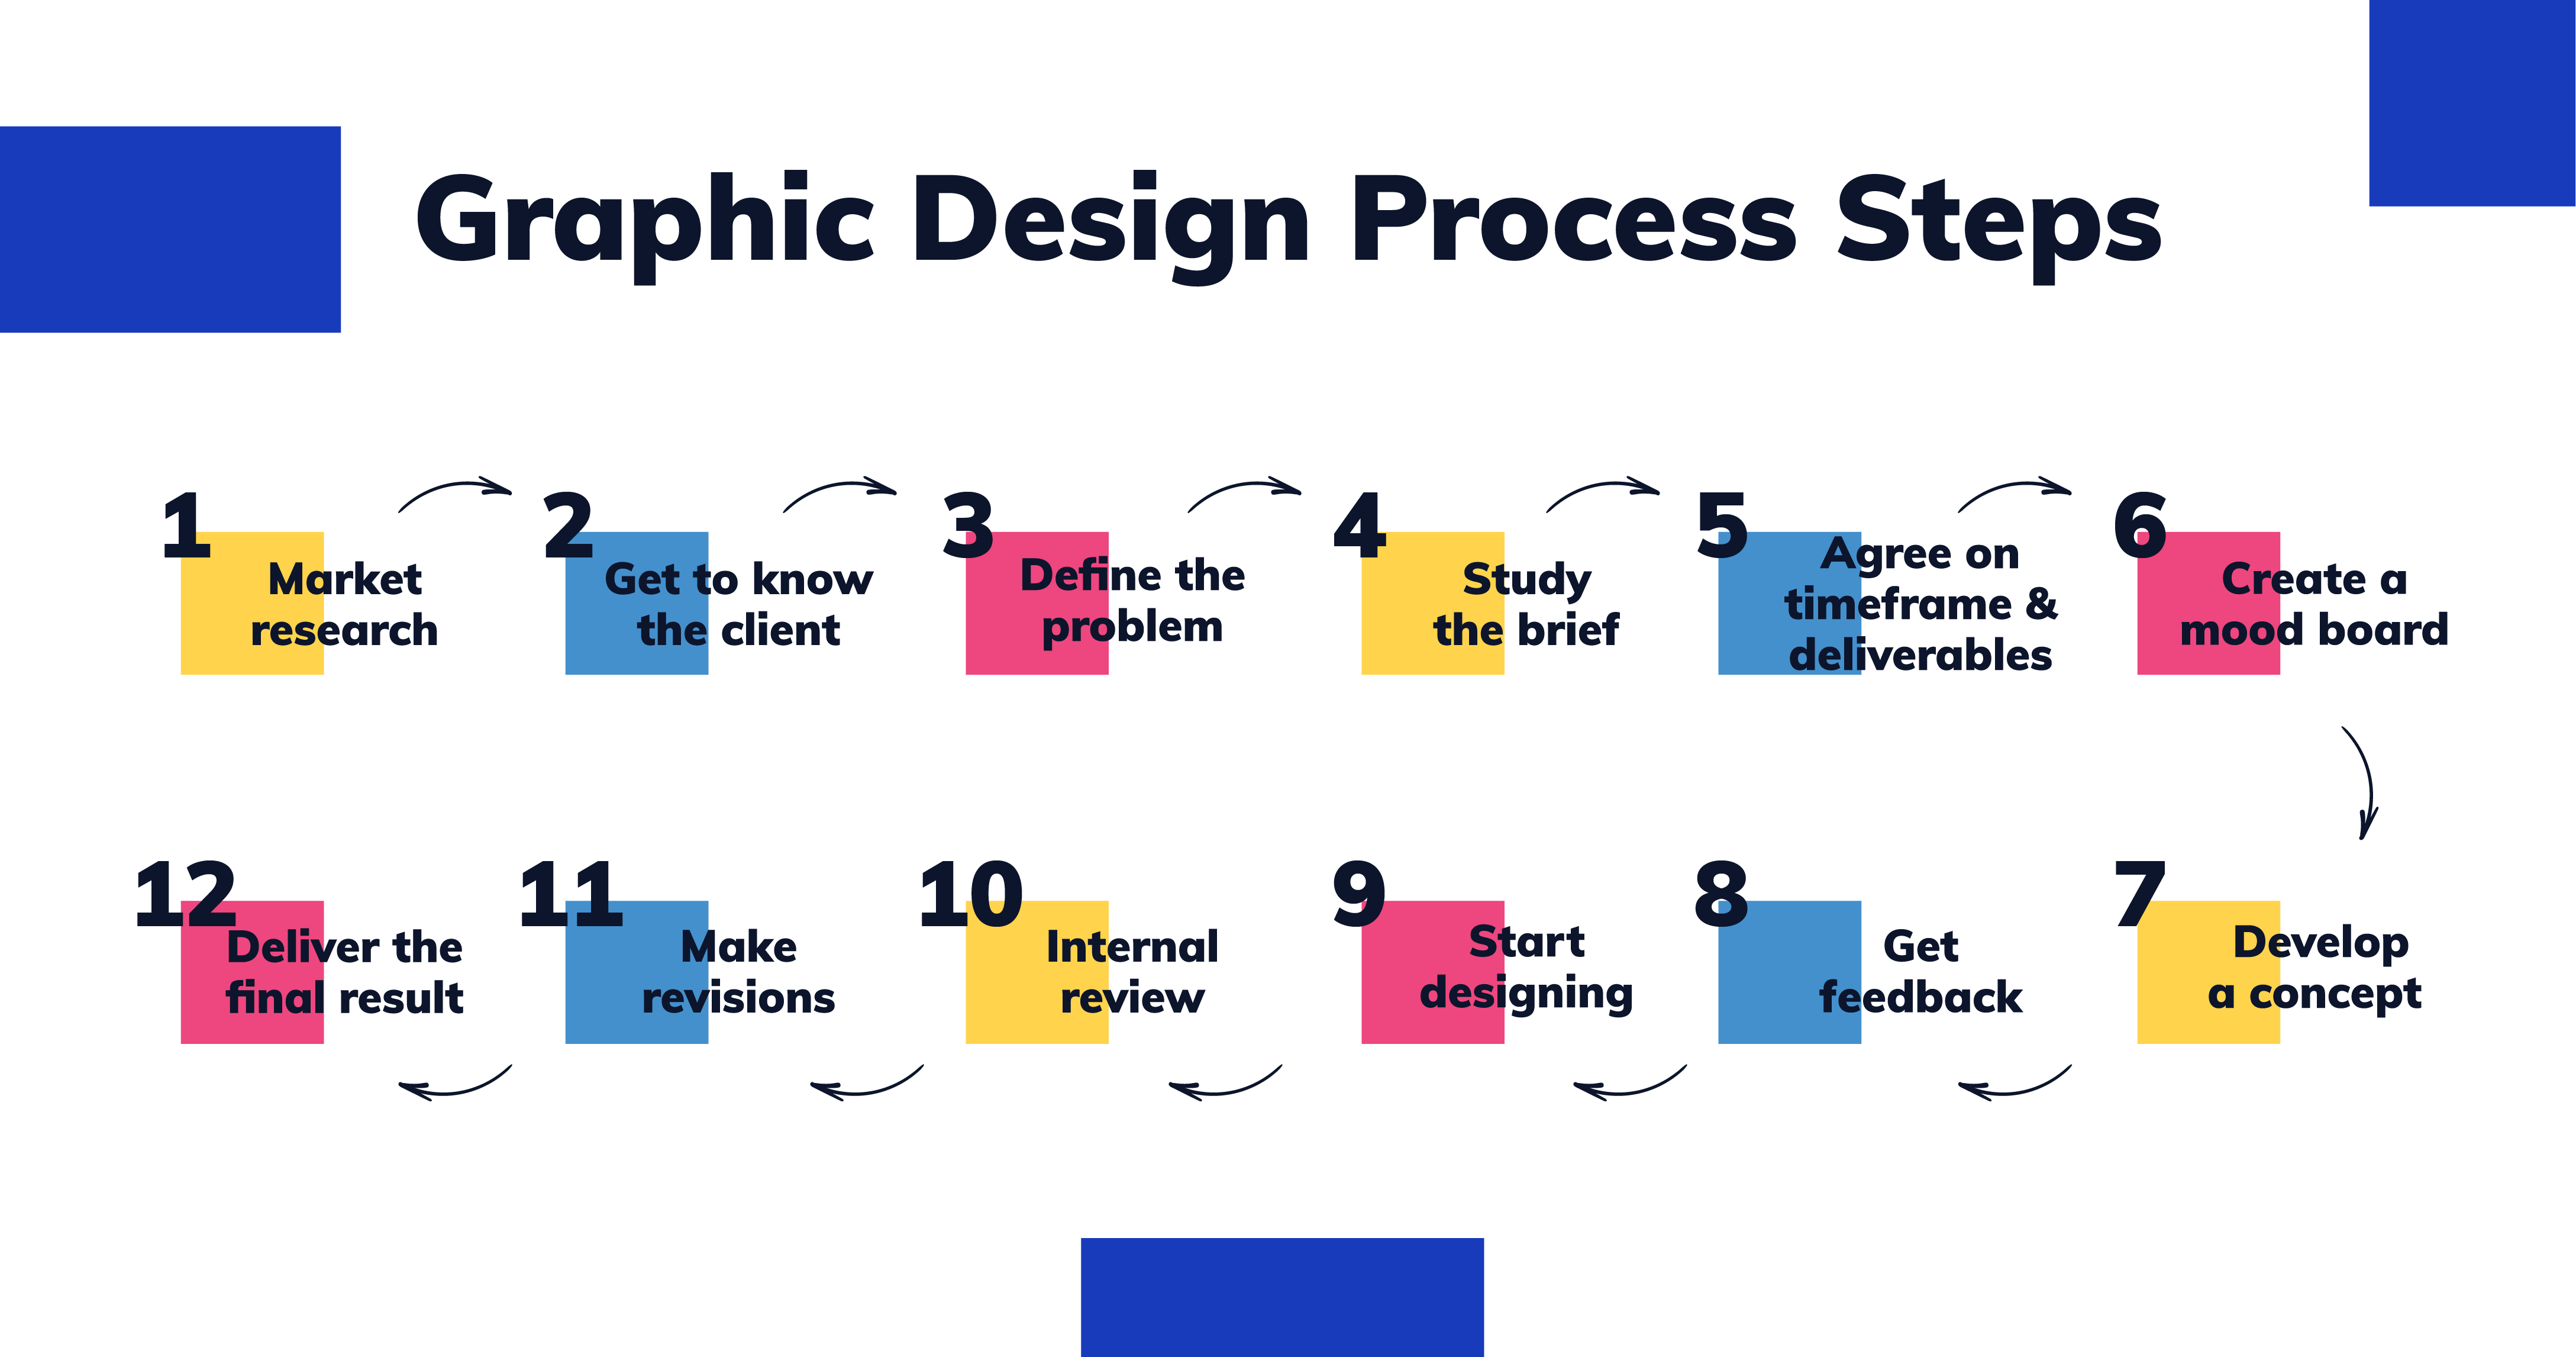 Graphic Design Process Steps
1
Market
research
2
Get to know
the client
3
Define the
problem
4
Study
the brief
5
Agree on
timeframe &
deliverables
6
Create a
mood board
7
Develop
a concept
8
Get
feedback
9
Start
designing
10
Internal
review
11
Make
revisions
12
Deliver the
final result